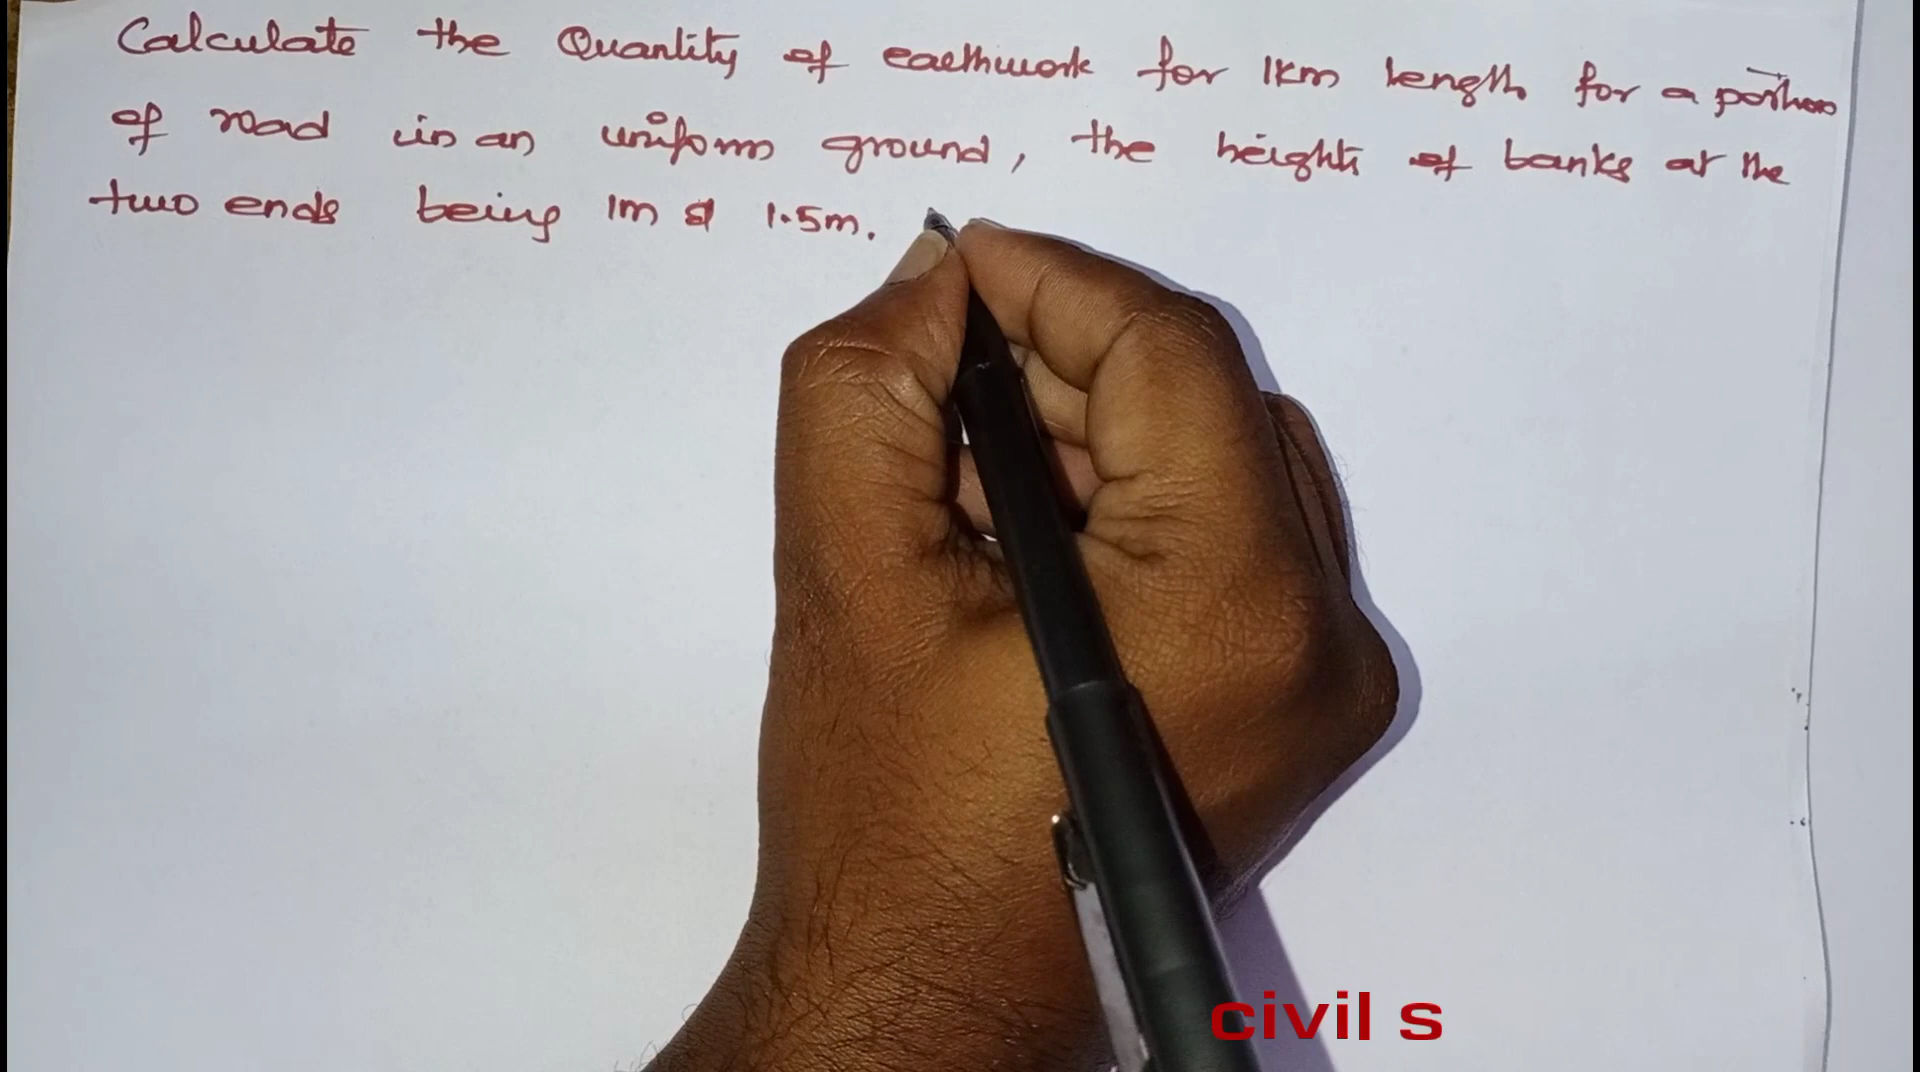 Calculate the Quantity of earthwork for 1km length for a portion
of road in an uniform ground, the heights of banks at the
two ends being 1m & 1.5m.
civil s